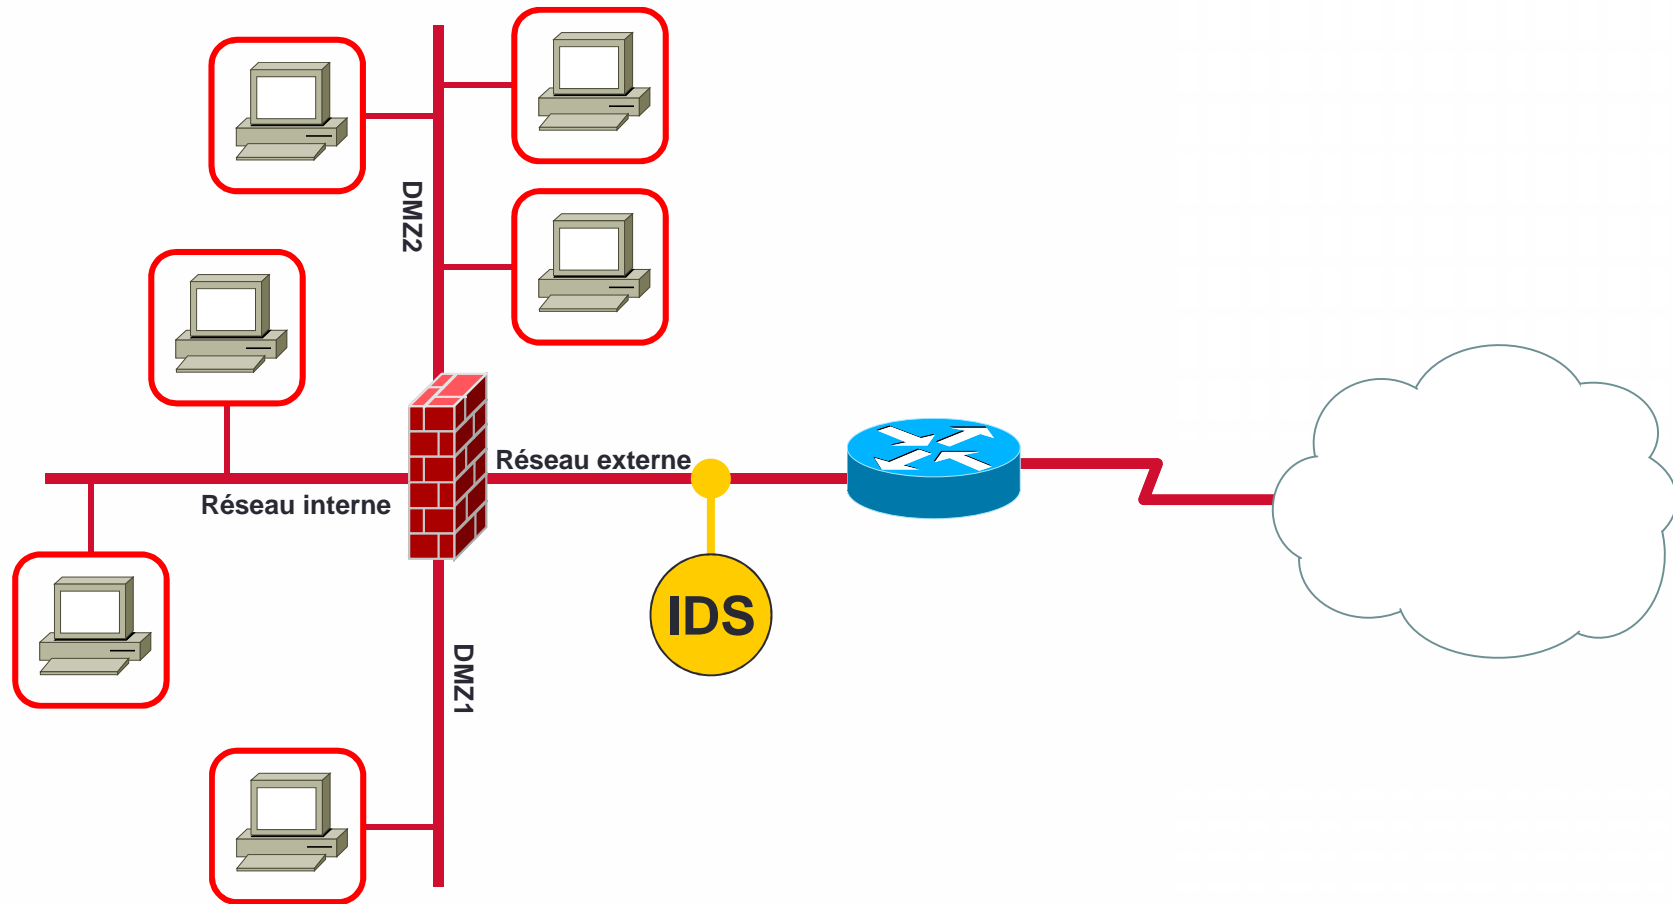 DMZ2
Réseau externe
Réseau interne
IDS
DMZ1